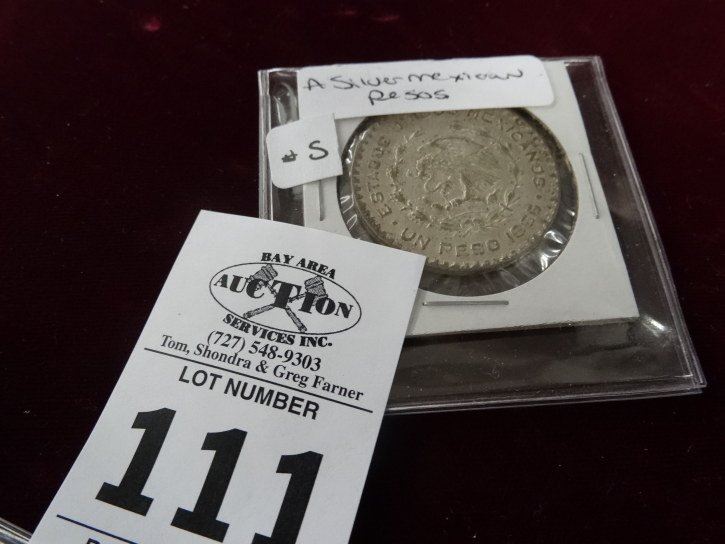 A Silver mexican
Pesos
# S
ESTADOS UNIDOS MEXICANOS
UN PESO 1965
BAY AREA
AUCTION
SERVICES INC.
(727) 548-9303
Tom, Shondra & Greg Farner
LOT NUMBER
111